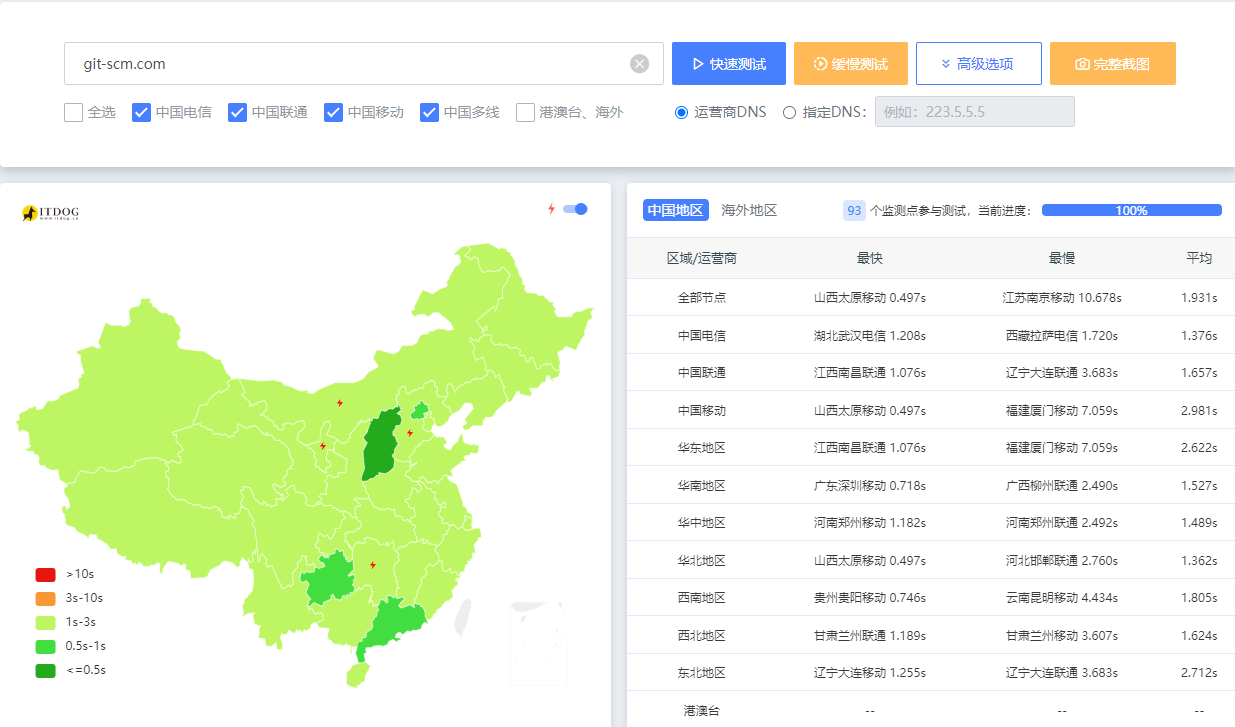 git-scm.com 快速测试 缓慢测试 高级选项 完整截图
全选 中国电信 中国联通 中国移动 中国多线 港澳台、海外 运营商DNS 指定DNS： 例如：223.5.5.5
ITDOG
www.itdog.cn
>10s
3s-10s
1s-3s
0.5s-1s
<=0.5s
中国地区 海外地区 93 个监测点参与测试，当前进度： 100%
区域/运营商 最快 最慢 平均
全部节点 山西太原移动 0.497s 江苏南京移动 10.678s 1.931s
中国电信 湖北武汉电信 1.208s 西藏拉萨电信 1.720s 1.376s
中国联通 江西南昌联通 1.076s 辽宁大连联通 3.683s 1.657s
中国移动 山西太原移动 0.497s 福建厦门移动 7.059s 2.981s
华东地区 江西南昌联通 1.076s 福建厦门移动 7.059s 2.622s
华南地区 广东深圳移动 0.718s 广西柳州联通 2.490s 1.527s
华中地区 河南郑州移动 1.182s 河南郑州联通 2.492s 1.489s
华北地区 山西太原移动 0.497s 河北邯郸联通 2.760s 1.362s
西南地区 贵州贵阳移动 0.746s 云南昆明移动 4.434s 1.805s
西北地区 甘肃兰州联通 1.189s 甘肃兰州移动 3.607s 1.624s
东北地区 辽宁大连移动 1.255s 辽宁大连联通 3.683s 2.712s
港澳台 -- -- --